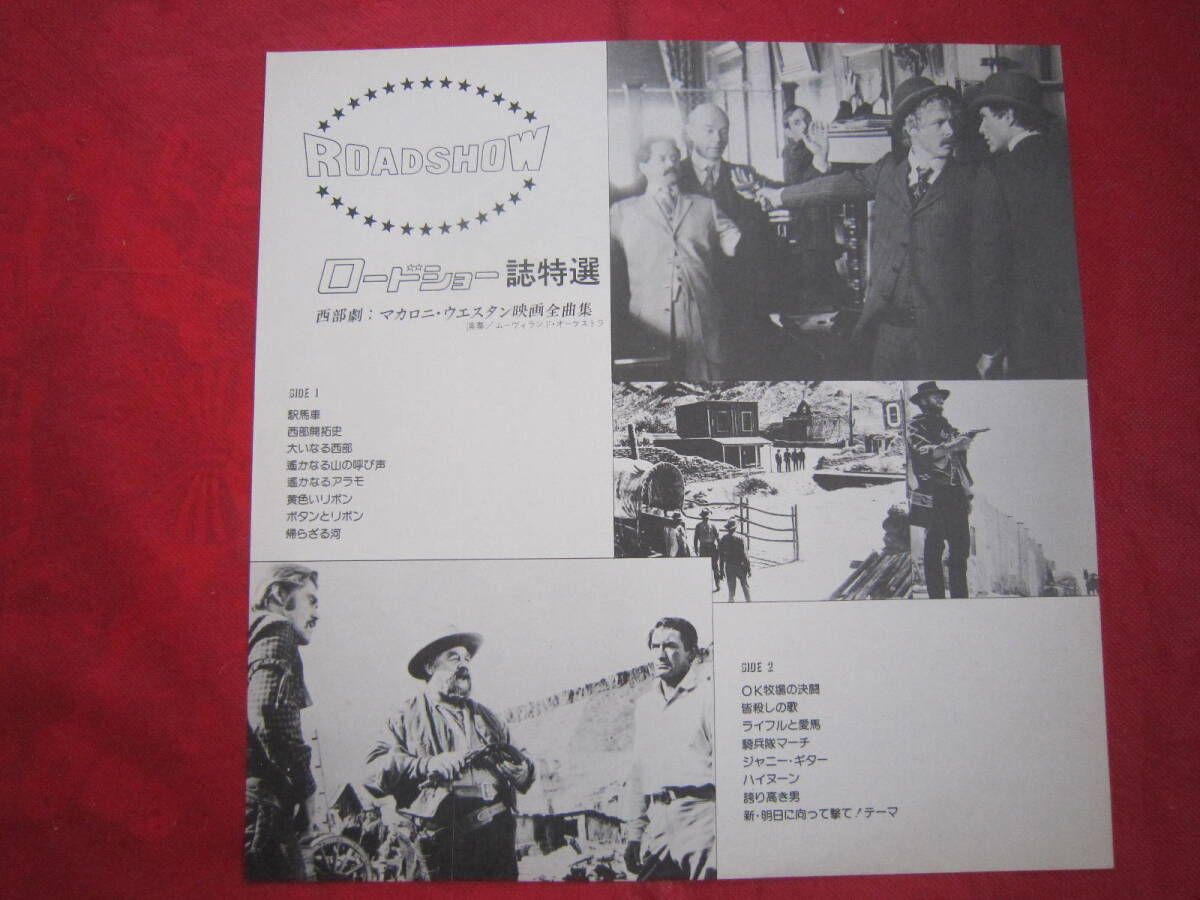 ROADSHOW
ロードショー 誌特選
西部劇：マカロニ・ウエスタン映画全曲集
演奏／ムーヴィランド・オーケストラ
SIDE 1
駅馬車
西部開拓史
大いなる西部
遙かなる山の呼び声
遙かなるアラモ
黄色いリボン
ボタンとリボン
帰らざる河
SIDE 2
OK牧場の決闘
皆殺しの歌
ライフルと愛馬
騎兵隊マーチ
ジャニー・ギター
ハイヌーン
誇り高き男
新・明日に向って撃て！テーマ